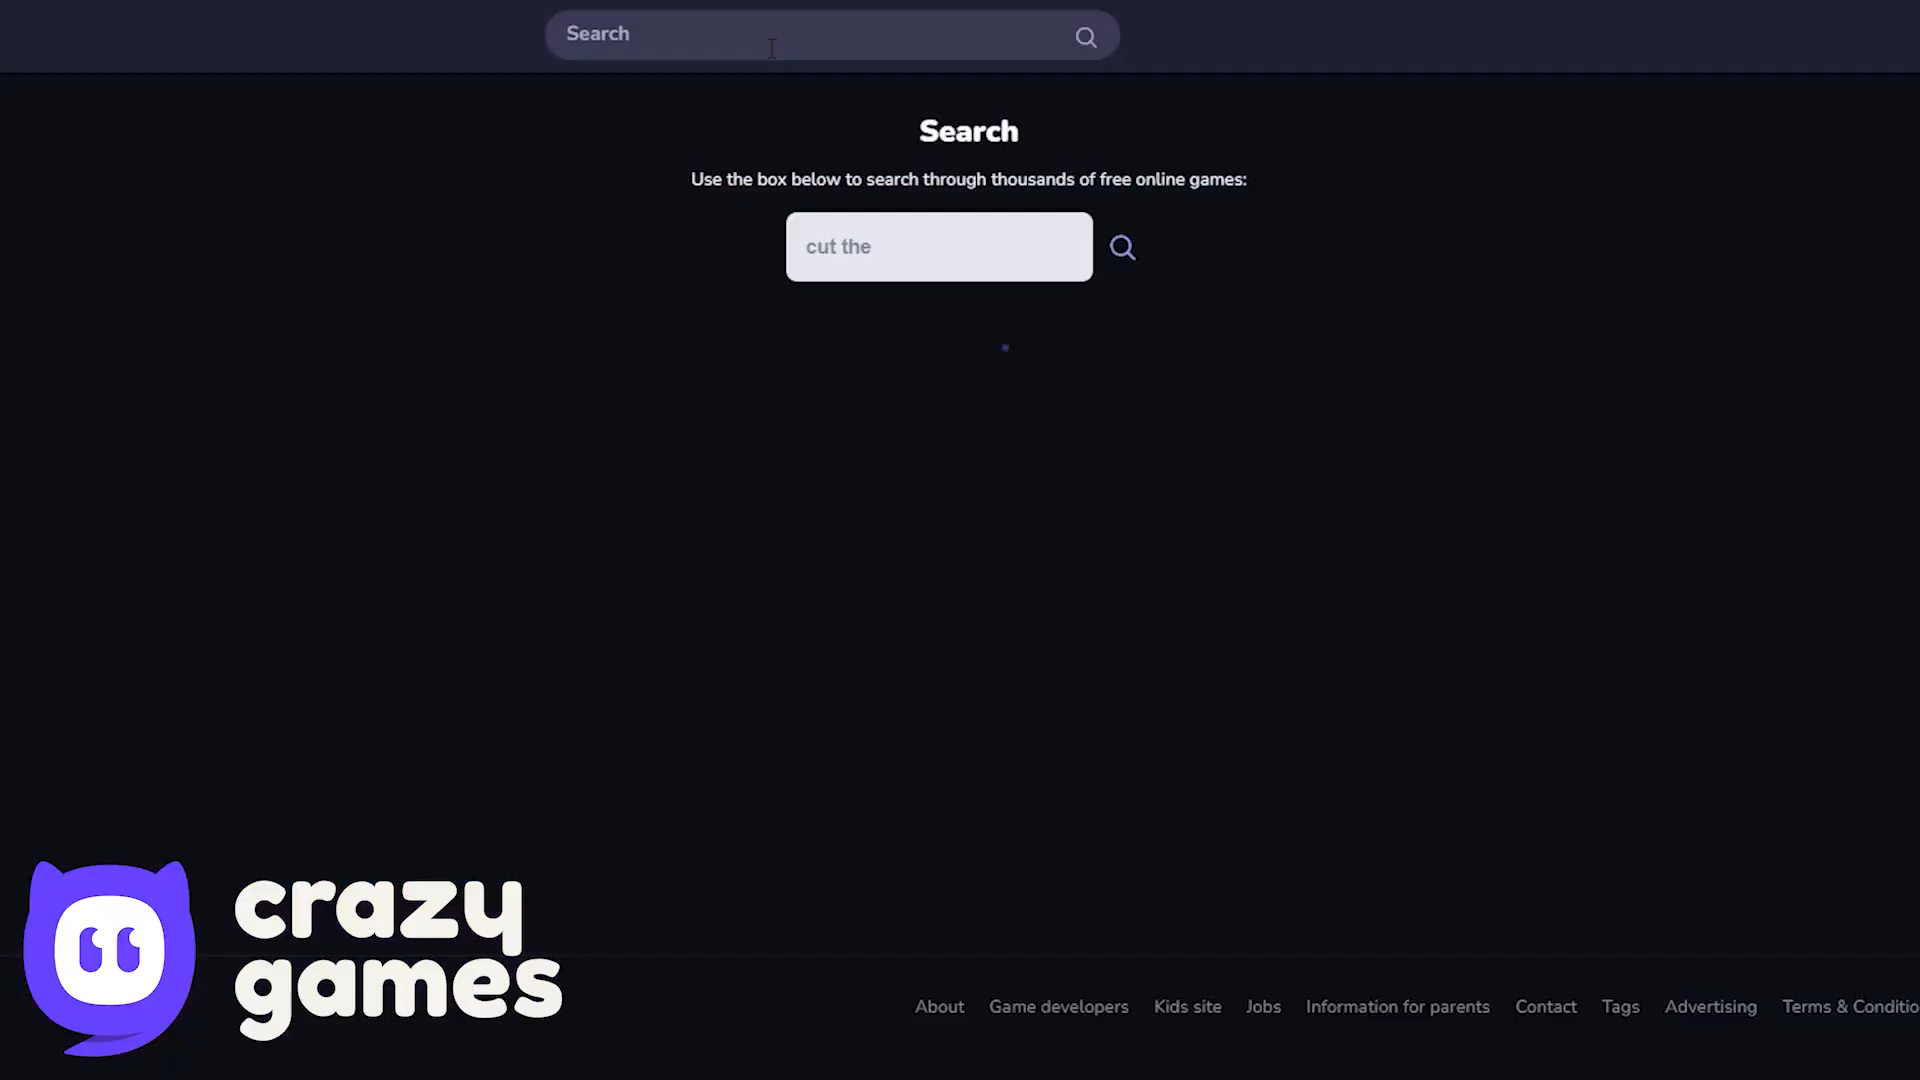 Search
Search
Use the box below to search through thousands of free online games:
cut the
crazy
games
About Game developers Kids site Jobs Information for parents Contact Tags Advertising Terms & Conditio